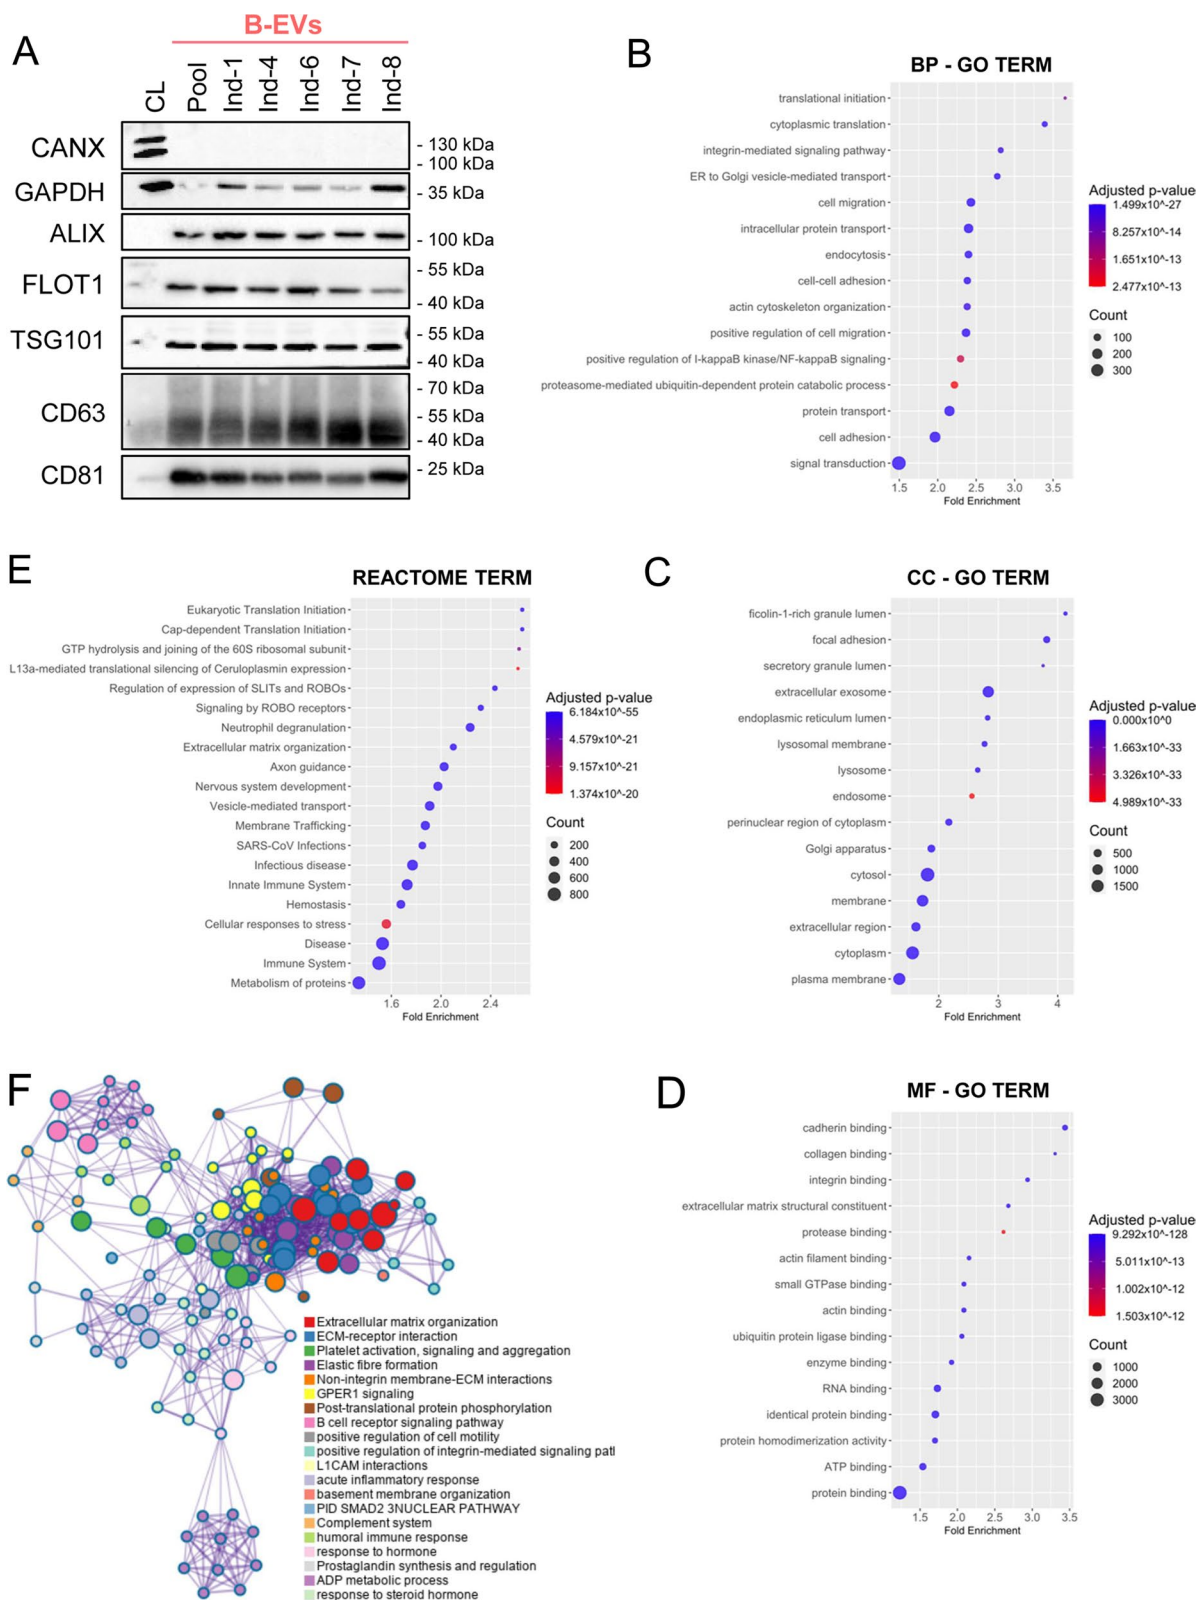 A
B-EVs
CL
Pool
Ind-1
Ind-4
Ind-6
Ind-7
Ind-8
CANX
- 130 kDa
- 100 kDa
GAPDH
- 35 kDa
ALIX
- 100 kDa
FLOT1
- 55 kDa
- 40 kDa
TSG101
- 55 kDa
- 40 kDa
CD63
- 70 kDa
- 55 kDa
- 40 kDa
CD81
- 25 kDa
B
BP - GO TERM
translational initiation
cytoplasmic translation
integrin-mediated signaling pathway
ER to Golgi vesicle-mediated transport
cell migration
intracellular protein transport
endocytosis
cell-cell adhesion
actin cytoskeleton organization
positive regulation of cell migration
positive regulation of I-kappaB kinase/NF-kappaB signaling
proteasome-mediated ubiquitin-dependent protein catabolic process
protein transport
cell adhesion
signal transduction
1.5 2.0 2.5 3.0 3.5
Fold Enrichment
Adjusted p-value
1.499x10^-27
8.257x10^-14
1.651x10^-13
2.477x10^-13
Count
100
200
300
E
REACTOME TERM
Eukaryotic Translation Initiation
Cap-dependent Translation Initiation
GTP hydrolysis and joining of the 60S ribosomal subunit
L13a-mediated translational silencing of Ceruloplasmin expression
Regulation of expression of SLITs and ROBOs
Signaling by ROBO receptors
Neutrophil degranulation
Extracellular matrix organization
Axon guidance
Nervous system development
Vesicle-mediated transport
Membrane Trafficking
SARS-CoV Infections
Infectious disease
Innate Immune System
Hemostasis
Cellular responses to stress
Disease
Immune System
Metabolism of proteins
1.6 2.0 2.4
Fold Enrichment
Adjusted p-value
6.184x10^-55
4.579x10^-21
9.157x10^-21
1.374x10^-20
Count
200
400
600
800
C
CC - GO TERM
ficolin-1-rich granule lumen
focal adhesion
secretory granule lumen
extracellular exosome
endoplasmic reticulum lumen
lysosomal membrane
lysosome
endosome
perinuclear region of cytoplasm
Golgi apparatus
cytosol
membrane
extracellular region
cytoplasm
plasma membrane
2 3 4
Fold Enrichment
Adjusted p-value
0.000x10^0
1.663x10^-33
3.326x10^-33
4.989x10^-33
Count
500
1000
1500
F
Extracellular matrix organization
ECM-receptor interaction
Platelet activation, signaling and aggregation
Elastic fibre formation
Non-integrin membrane-ECM interactions
GPER1 signaling
Post-translational protein phosphorylation
B cell receptor signaling pathway
positive regulation of cell motility
positive regulation of integrin-mediated signaling patl
L1CAM interactions
acute inflammatory response
basement membrane organization
PID SMAD2 3NUCLEAR PATHWAY
Complement system
humoral immune response
response to hormone
Prostaglandin synthesis and regulation
ADP metabolic process
response to steroid hormone
D
MF - GO TERM
cadherin binding
collagen binding
integrin binding
extracellular matrix structural constituent
protease binding
actin filament binding
small GTPase binding
actin binding
ubiquitin protein ligase binding
enzyme binding
RNA binding
identical protein binding
protein homodimerization activity
ATP binding
protein binding
1.5 2.0 2.5 3.0 3.5
Fold Enrichment
Adjusted p-value
9.292x10^-128
5.011x10^-13
1.002x10^-12
1.503x10^-12
Count
1000
2000
3000